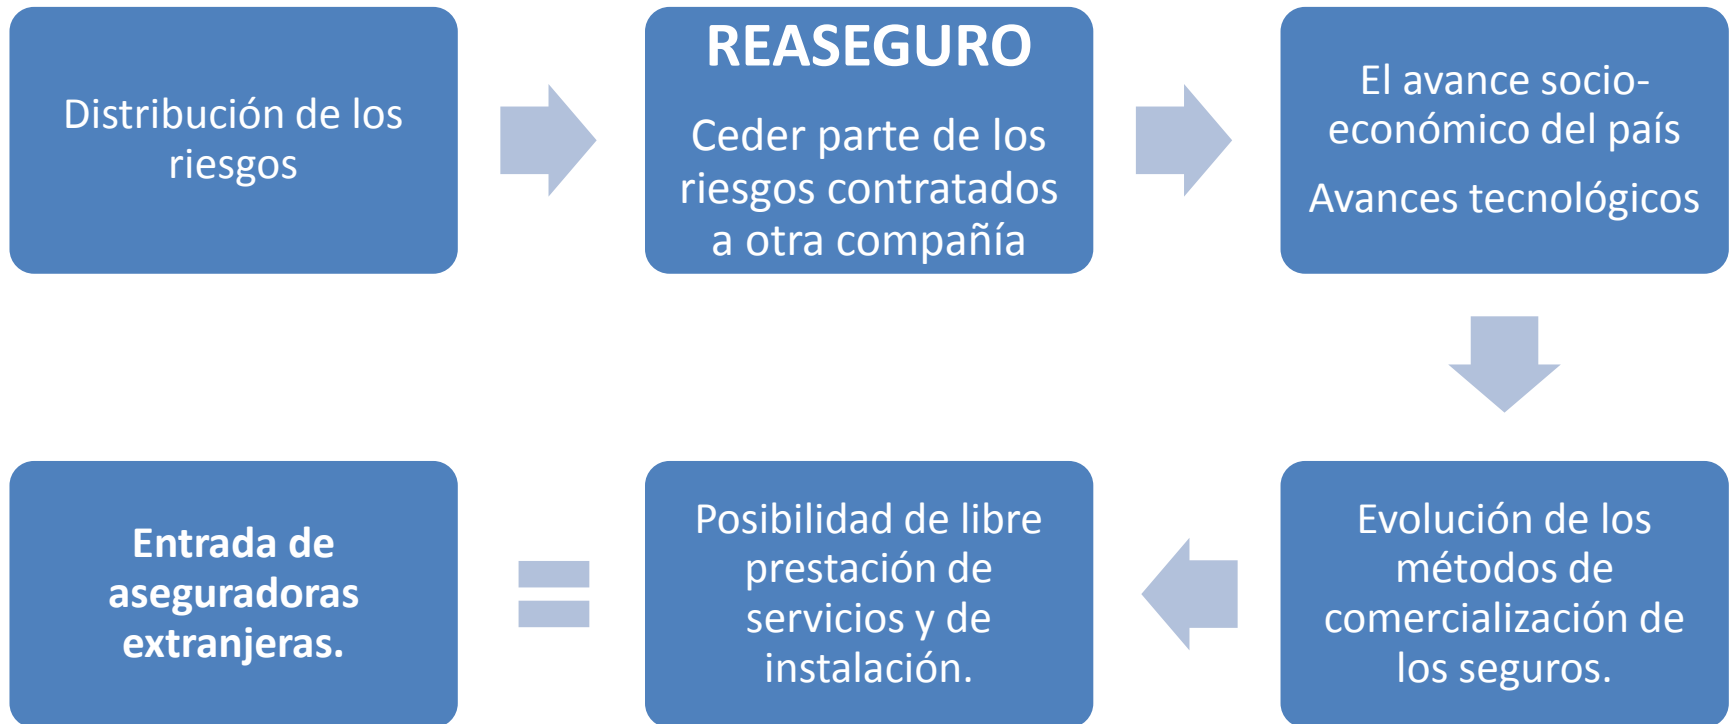 Distribución de los
riesgos
REASEGURO
Ceder parte de los
riesgos contratados
a otra compañía
El avance socio-
económico del país
Avances tecnológicos
Evolución de los
métodos de
comercialización de
los seguros.
Posibilidad de libre
prestación de
servicios y de
instalación.
Entrada de
aseguradoras
extranjeras.